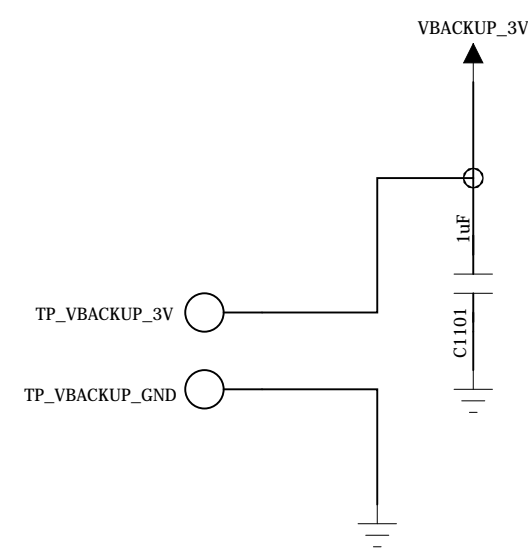 VBACKUP_3V
1uF
TP_VBACKUP_3V
C1101
TP_VBACKUP_GND